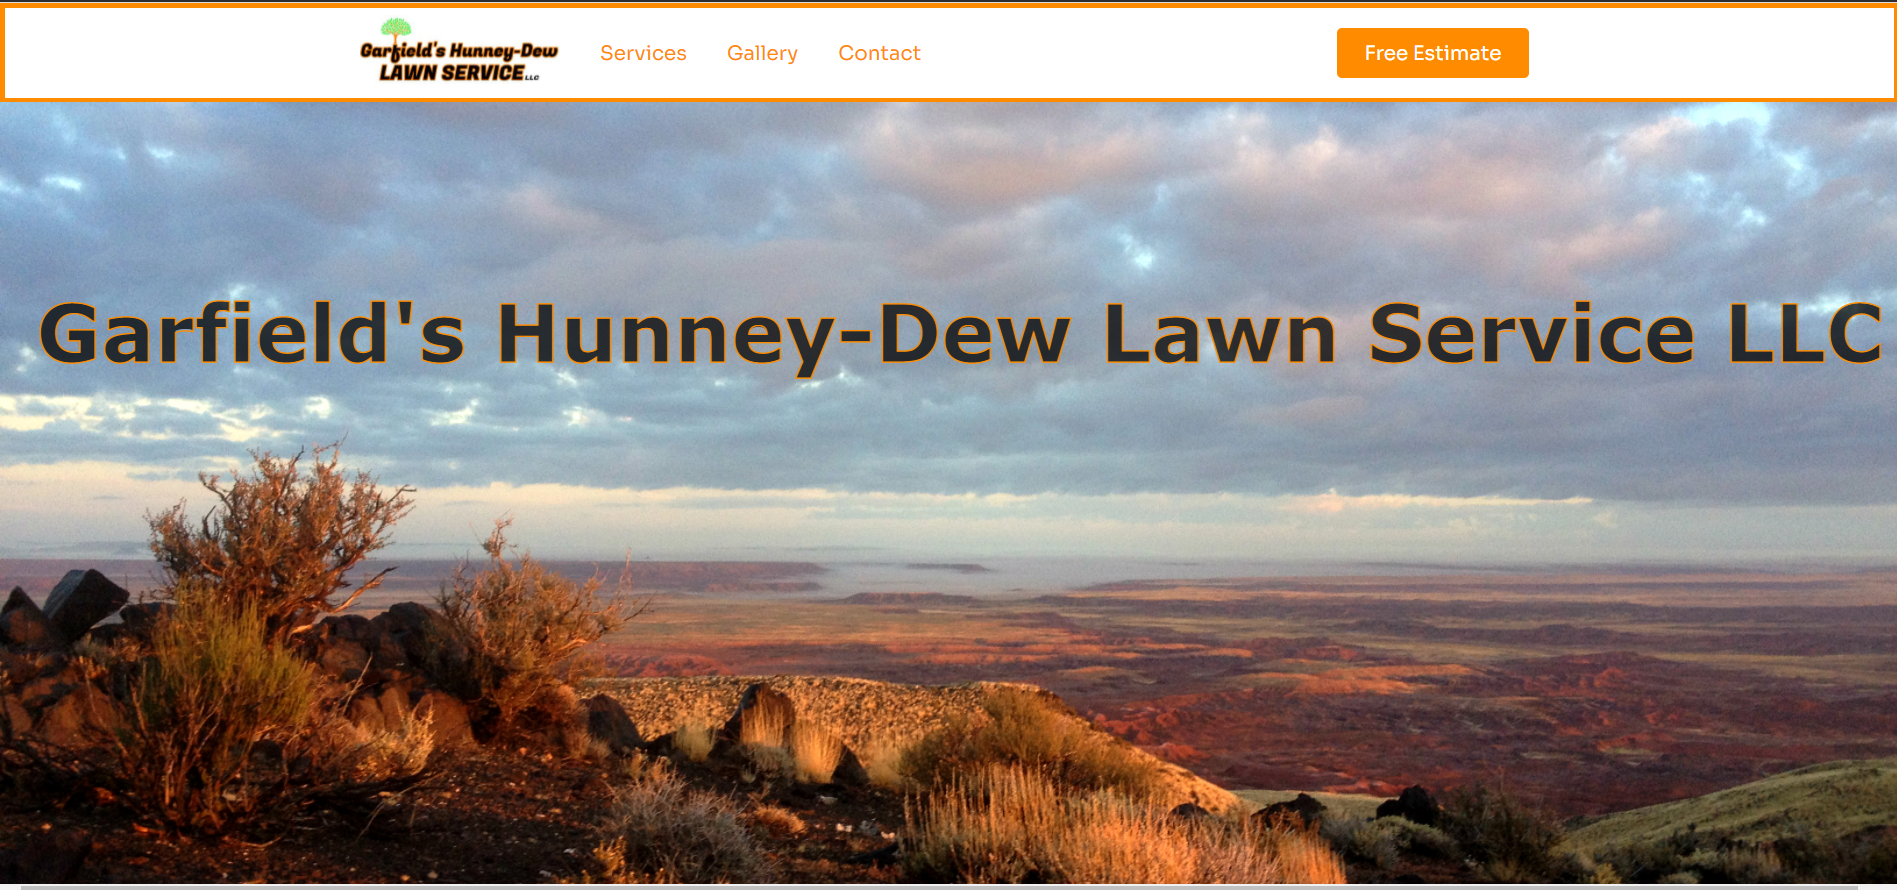 Garfield's Hunney-Dew
LAWN SERVICE LLC
Services
Gallery
Contact
Free Estimate
Garfield's Hunney-Dew Lawn Service LLC